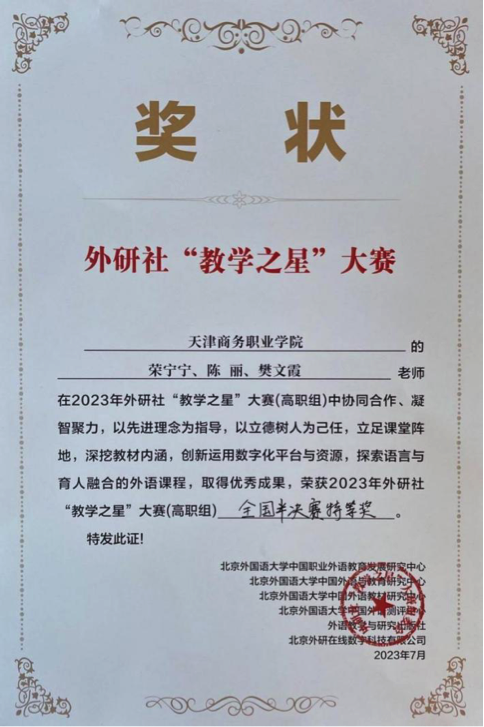 奖 状
外研社“教学之星”大赛
天津商务职业学院 的
荣宁宁、陈 丽、樊文霞 老师
在2023年外研社“教学之星”大赛(高职组)中协同合作、凝
智聚力，以先进理念为指导，以立德树人为己任，立足课堂阵
地，深挖教材内涵，创新运用数字化平台与资源，探索语言与
育人融合的外语课程，取得优秀成果，荣获2023年外研社
“教学之星”大赛(高职组) 全国半决赛特等奖 。
特发此证!
北京外国语大学中国职业外语教育发展研究中心
北京外国语大学中国外语与教育研究中心
北京外国语大学中国外语教材研究中心
北京外国语大学中国外语测评中心
外语教学与研究出版社
北京外研在线数字科技有限公司
2023年7月